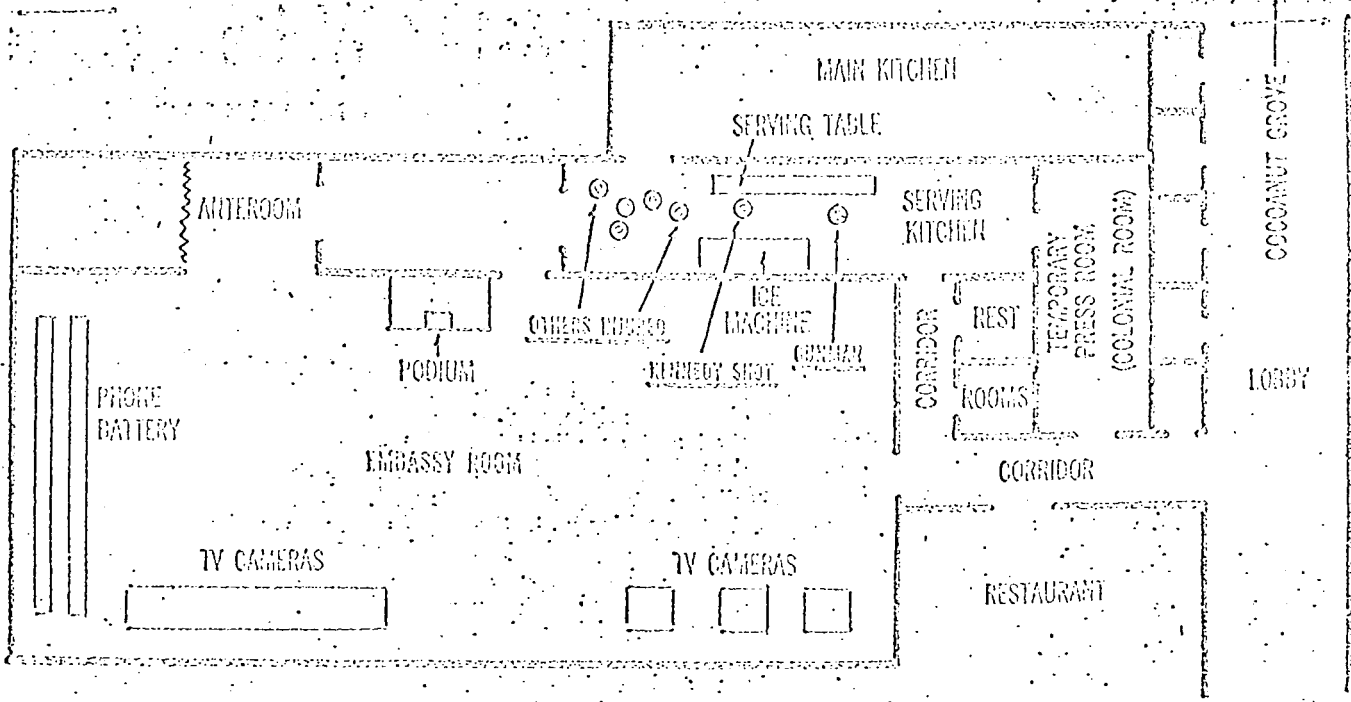 MAIN KITCHEN
SERVING TABLE
COCOANUT GROVE
ANTEROOM
SERVING
KITCHEN
TEMPORARY
PRESS ROOM
(COLONIAL ROOM)
OTHERS INJURED
ICE
MACHINE
REST
ROOMS
CORRIDOR
PODIUM
KENNEDY SHOT
GUNMAN
LOBBY
PHONE
BATTERY
EMBASSY ROOM
CORRIDOR
TV CAMERAS
TV CAMERAS
RESTAURANT